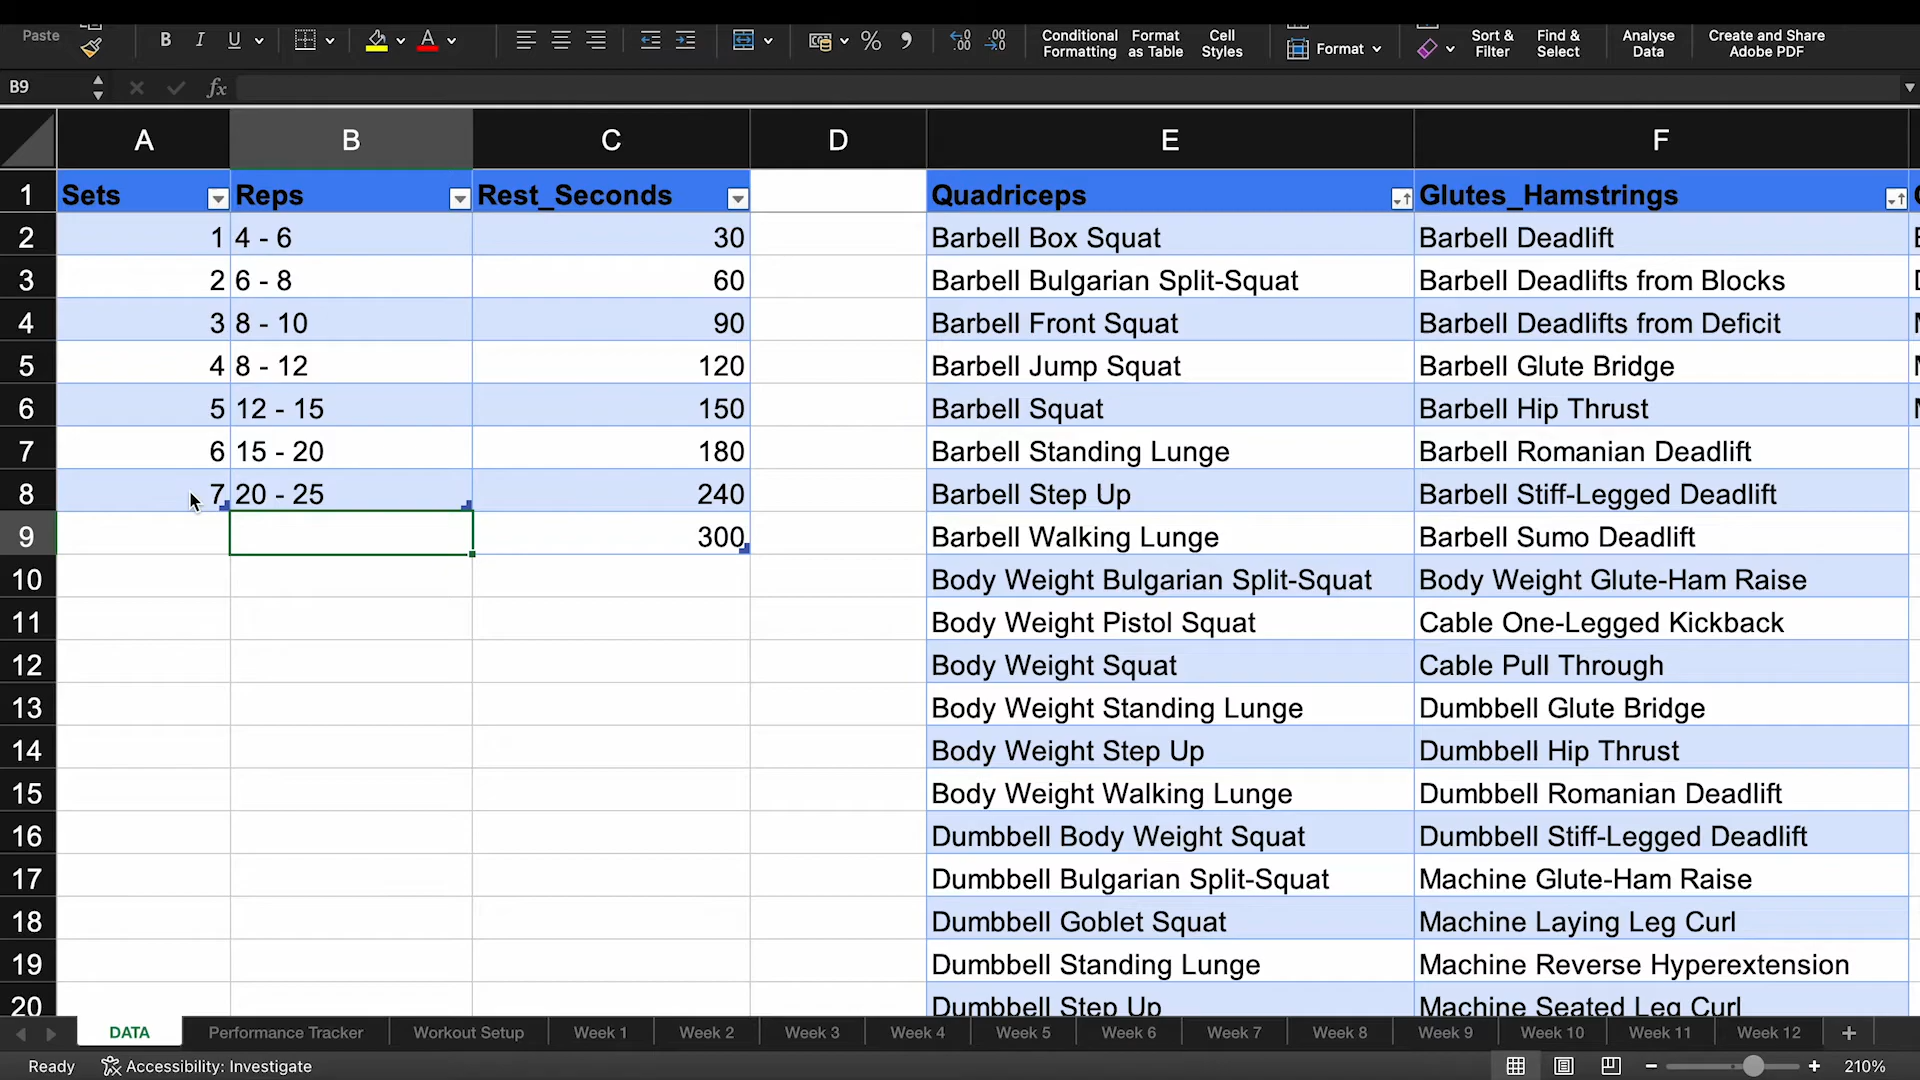 Paste B I U A % , Conditional Formatting Format as Table Cell Styles Format Sort & Filter Find & Select Analyse Data Create and Share Adobe PDF
B9 fx
A B C D E F
1 Sets Reps Rest_Seconds Quadriceps Glutes_Hamstrings
2 1 4 - 6 30 Barbell Box Squat Barbell Deadlift
3 2 6 - 8 60 Barbell Bulgarian Split-Squat Barbell Deadlifts from Blocks
4 3 8 - 10 90 Barbell Front Squat Barbell Deadlifts from Deficit
5 4 8 - 12 120 Barbell Jump Squat Barbell Glute Bridge
6 5 12 - 15 150 Barbell Squat Barbell Hip Thrust
7 6 15 - 20 180 Barbell Standing Lunge Barbell Romanian Deadlift
8 7 20 - 25 240 Barbell Step Up Barbell Stiff-Legged Deadlift
9 300 Barbell Walking Lunge Barbell Sumo Deadlift
10 Body Weight Bulgarian Split-Squat Body Weight Glute-Ham Raise
11 Body Weight Pistol Squat Cable One-Legged Kickback
12 Body Weight Squat Cable Pull Through
13 Body Weight Standing Lunge Dumbbell Glute Bridge
14 Body Weight Step Up Dumbbell Hip Thrust
15 Body Weight Walking Lunge Dumbbell Romanian Deadlift
16 Dumbbell Body Weight Squat Dumbbell Stiff-Legged Deadlift
17 Dumbbell Bulgarian Split-Squat Machine Glute-Ham Raise
18 Dumbbell Goblet Squat Machine Laying Leg Curl
19 Dumbbell Standing Lunge Machine Reverse Hyperextension
20 Dumbbell Step Up Machine Seated Leg Curl
DATA Performance Tracker Workout Setup Week 1 Week 2 Week 3 Week 4 Week 5 Week 6 Week 7 Week 8 Week 9 Week 10 Week 11 Week 12 +
Ready Accessibility: Investigate 210%